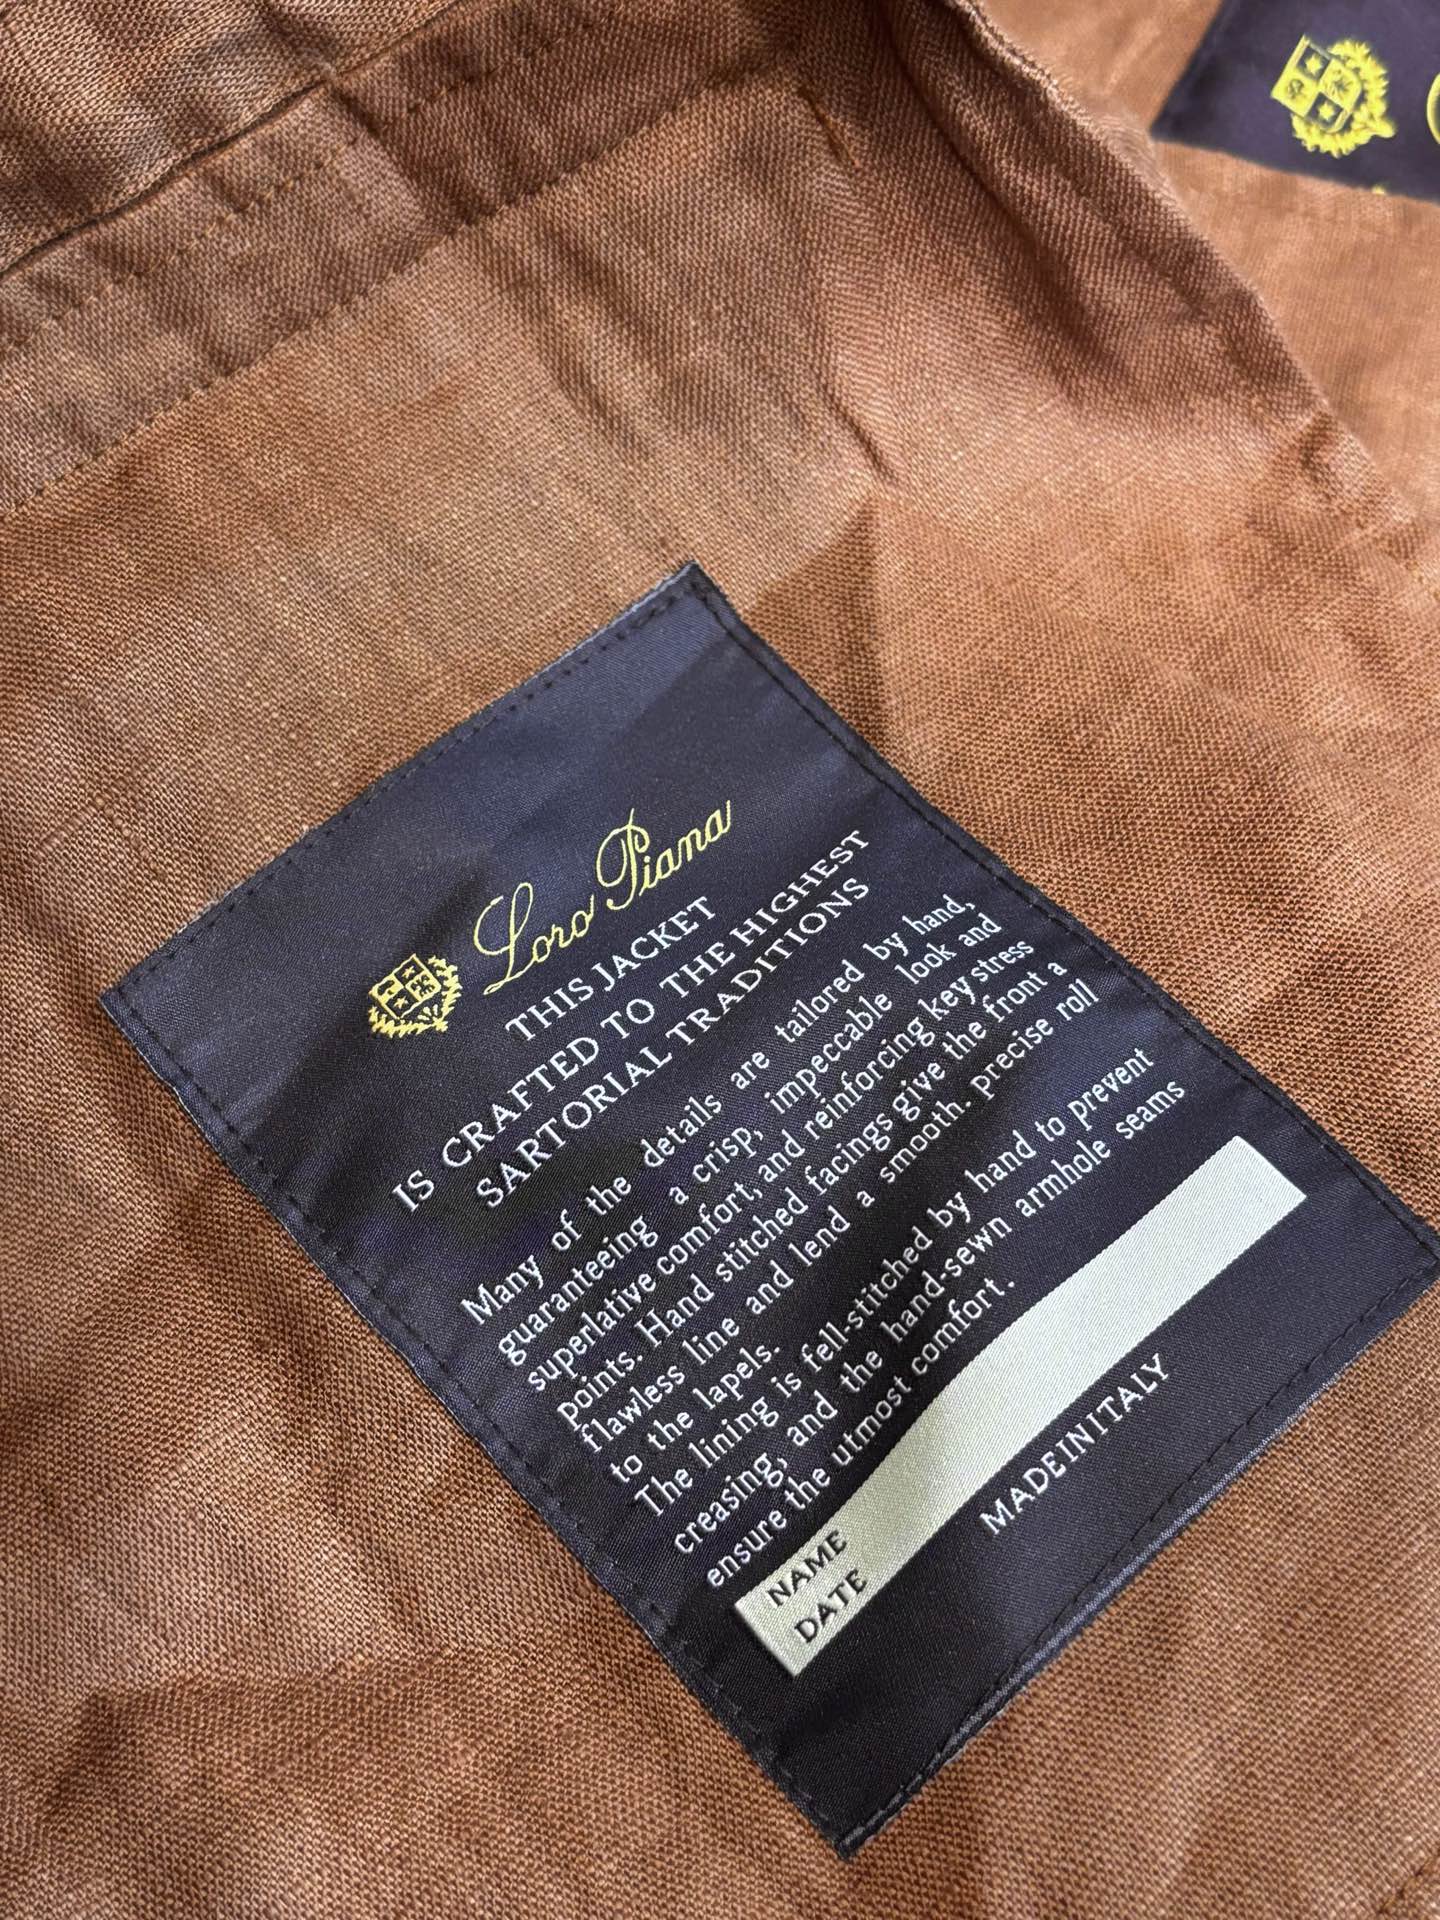 Loro Piana
THIS JACKET
IS CRAFTED TO THE HIGHEST
SARTORIAL TRADITIONS
Many of the details are tailored by hand,
guaranteeing a crisp, impeccable look and
superlative comfort, and reinforcing key stress
points. Hand stitched facings give the front a
flawless line and lend a smooth. precise roll
to the lapels.
The lining is fell-stitched by hand to prevent
creasing, and the hand-sewn armhole seams
ensure the utmost comfort.
NAME
DATE
MADE IN ITALY